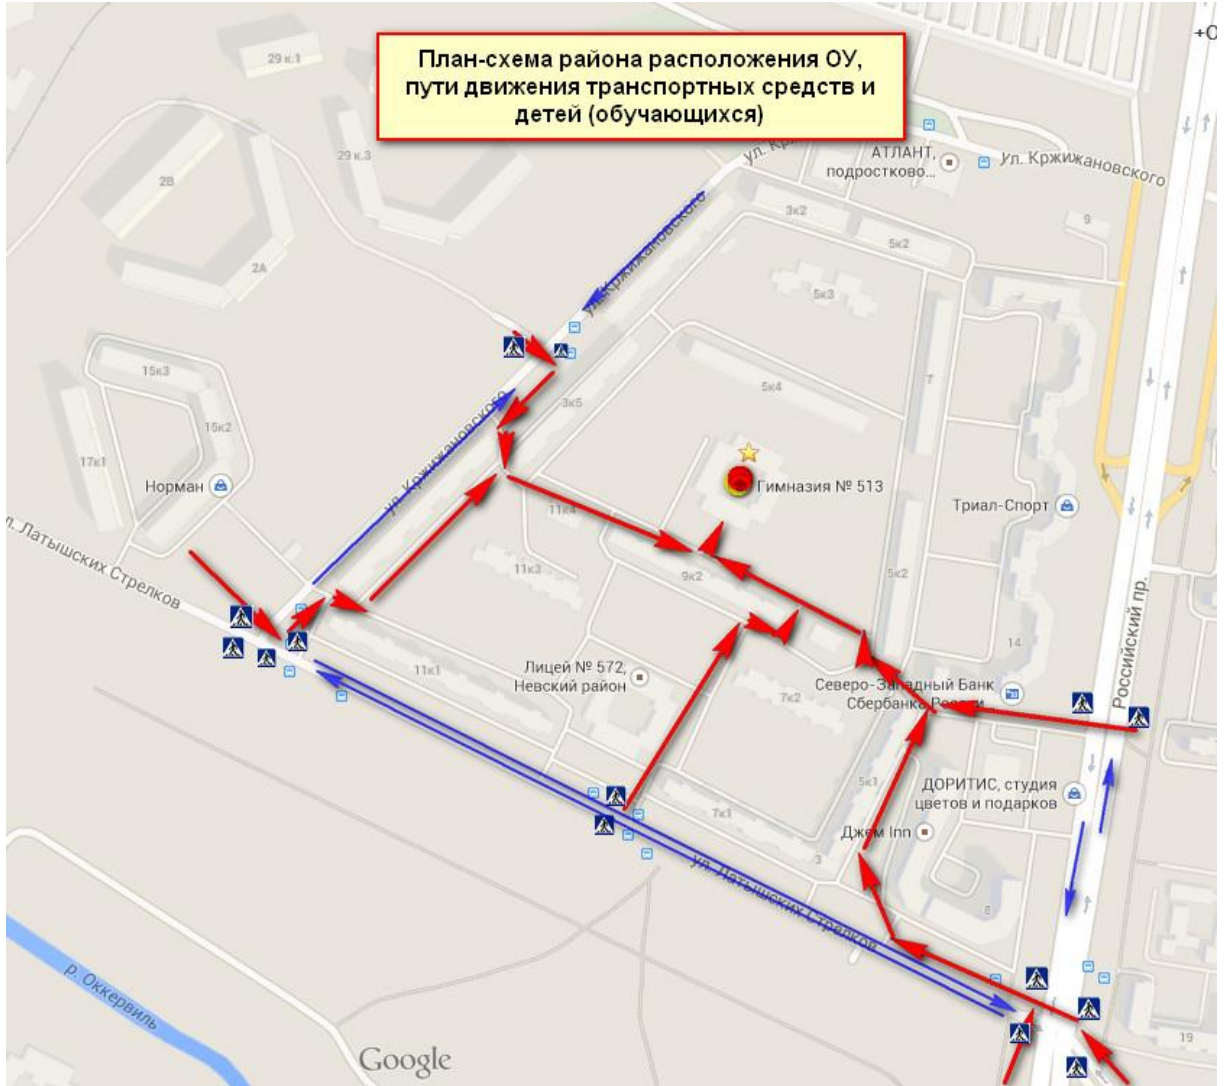 План-схема района расположения ОУ,
пути движения транспортных средств и
детей (обучающихся)
29 к.1
29 к.3
2В
2А
ул. Кр
АТЛАНТ,
подростково...
ул. Кржижановского
3к2
5к2
9
ул. Кржижановского
5к3
15к3
15к2
17к1
Норман
ул. Кржижановского
3к5
5к4
7
Гимназия № 513
Триал-Спорт
л. Латышских Стрелков
11к4
11к3
9к2
5к2
14
Российский пр.
11к1
Лицей № 572,
Невский район
7к2
Северо-Западный Банк
Сбербанка России
5к1
ДОРИТИС, студия
цветов и подарков
7к1
Джем Inn
3
ул. Латышских Стрелков
р. Оккервиль
19
Google